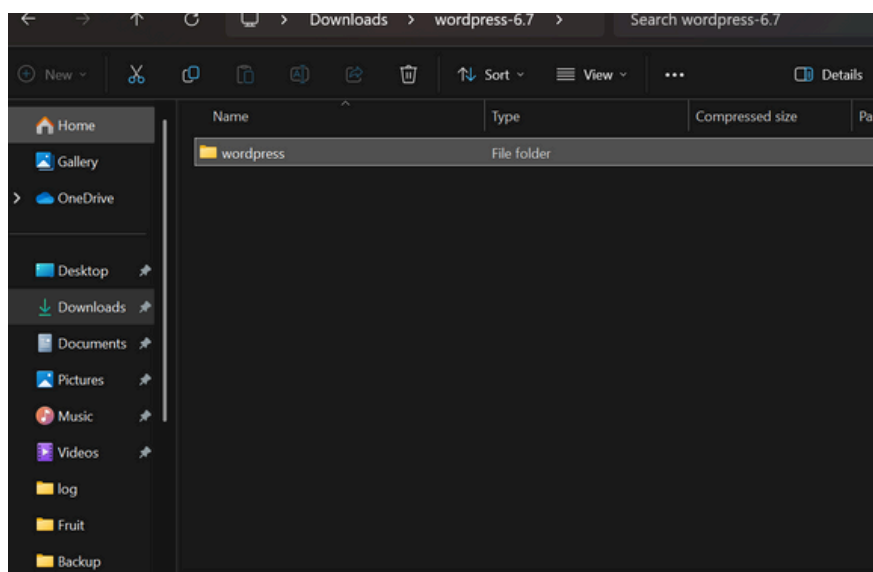 Downloads > wordpress-6.7 > Search wordpress-6.7
New Sort View ... Details
Name Type Compressed size Pa
wordpress File folder
Home
Gallery
OneDrive
Desktop
Downloads
Documents
Pictures
Music
Videos
log
Fruit
Backup